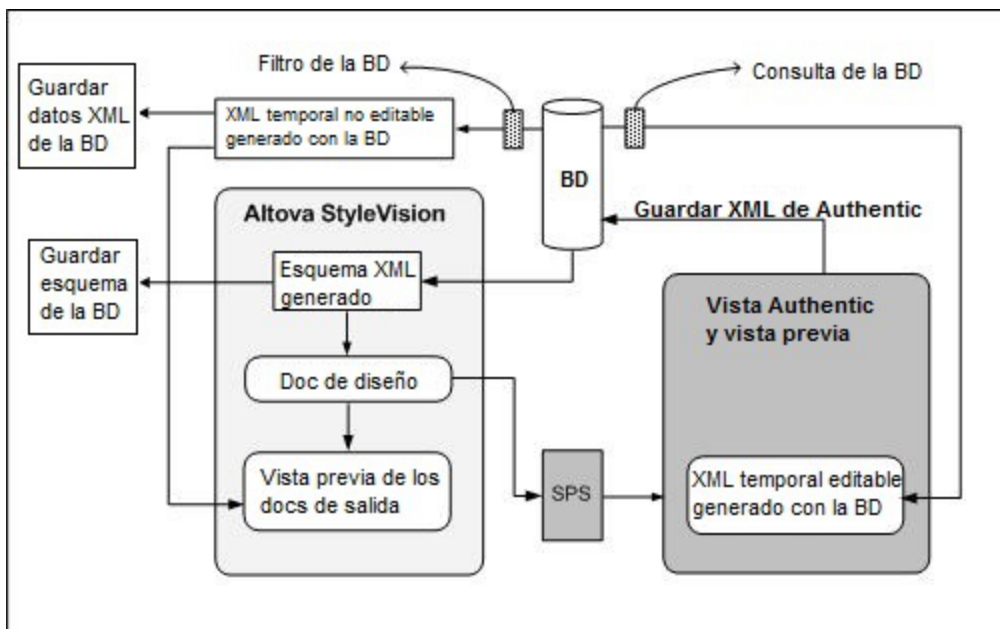 Filtro de la BD
Consulta de la BD
Guardar
datos XML
de la BD
XML temporal no editable
generado con la BD
BD
Altova StyleVision
Guardar XML de Authentic
Guardar
esquema
de la BD
Esquema XML
generado
Vista Authentic
y vista previa
Doc de diseño
Vista previa de los
docs de salida
SPS
XML temporal editable
generado con la BD